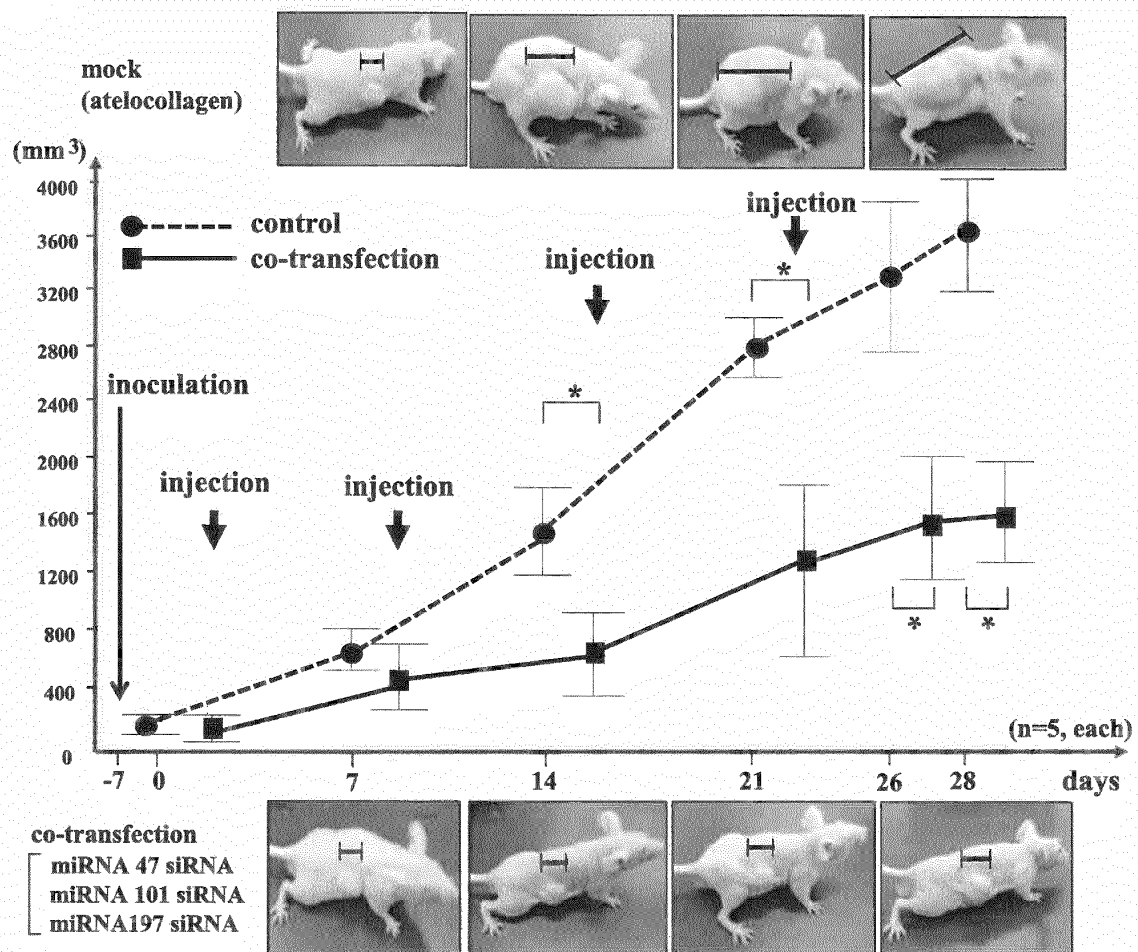 mock
(atelocollagen)
(mm³)
4000
3600
3200
2800
2400
2000
1600
1200
800
400
0
control
co-transfection
inoculation
injection
injection
injection
injection
*
*
*
*
(n=5, each)
-7
0
7
14
21
26
28
days
co-transfection
miRNA 47 siRNA
miRNA 101 siRNA
miRNA197 siRNA